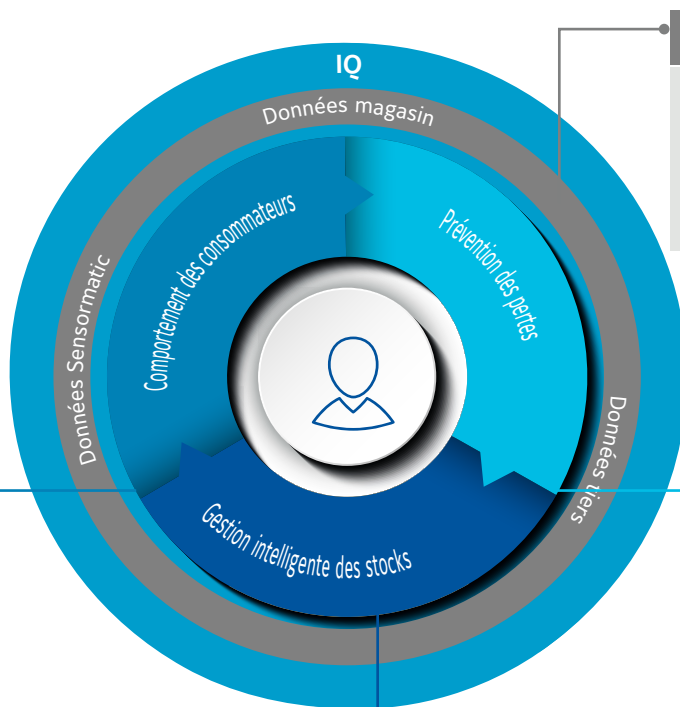 IQ
Données magasin
Comportement des consommateurs
Prévention des pertes
Données Sensormatic
Données tiers
Gestion intelligente des stocks